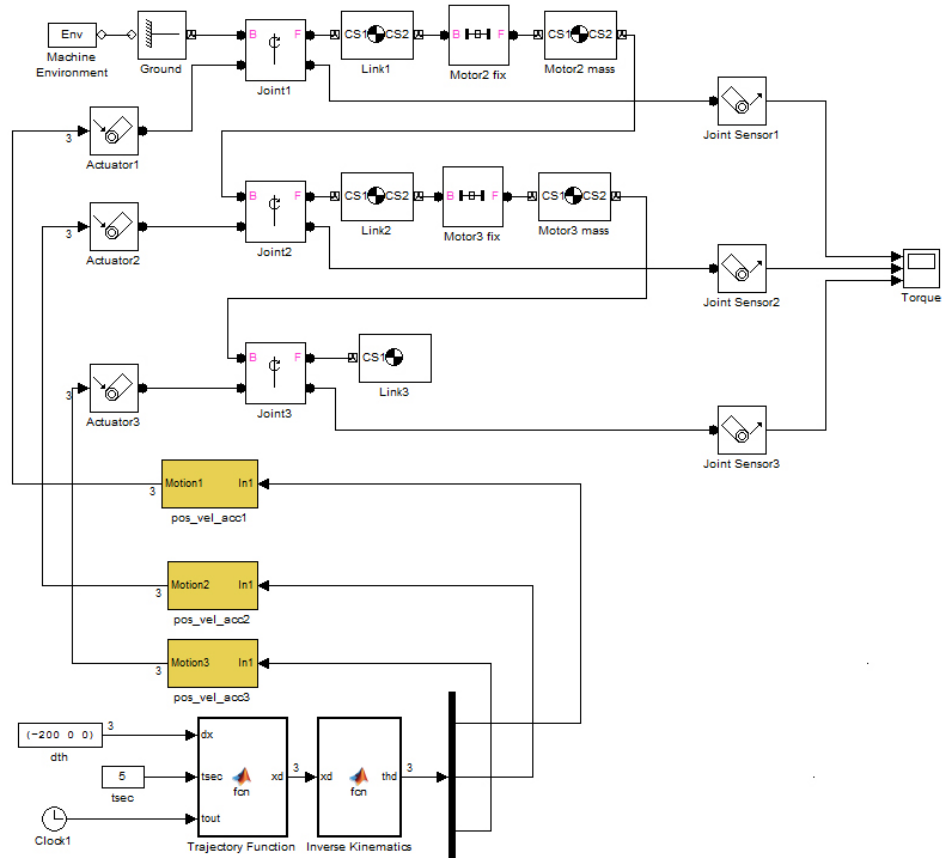 Env
Machine
Environment
Ground
B F
Joint1
CS1 CS2
Link1
B F
Motor2 fix
CS1 CS2
Motor2 mass
Joint Sensor1
3
Actuator1
B F
Joint2
CS1 CS2
Link2
B F
Motor3 fix
CS1 CS2
Motor3 mass
3
Actuator2
Joint Sensor2
Torque
B F
Joint3
CS1
Link3
3
Actuator3
Joint Sensor3
3
Motion1 In1
pos_vel_acc1
3
Motion2 In1
pos_vel_acc2
3
Motion3 In1
pos_vel_acc3
(-200 0 0)
3
dth
5
tsec
Clock1
dx
tsec
tout
fcn
xd
3
Trajectory Function
xd
fcn
thd
3
Inverse Kinematics